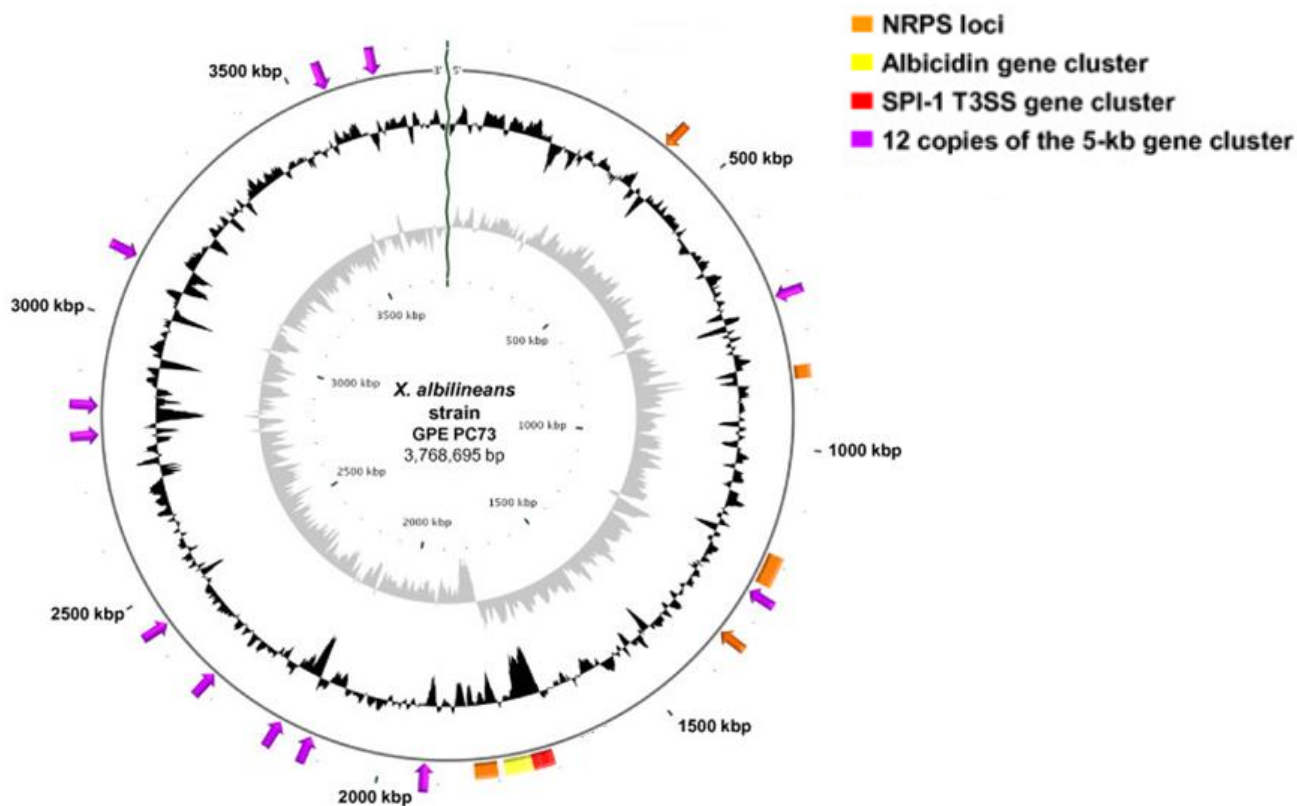 NRPS loci
Albicidin gene cluster
SPI-1 T3SS gene cluster
12 copies of the 5-kb gene cluster
3' 5'
3500 kbp
500 kbp
3000 kbp
1000 kbp
2500 kbp
1500 kbp
2000 kbp
3500 kbp
500 kbp
3000 kbp
1000 kbp
2500 kbp
1500 kbp
2000 kbp
X. albilineans
strain
GPE PC73
3,768,695 bp